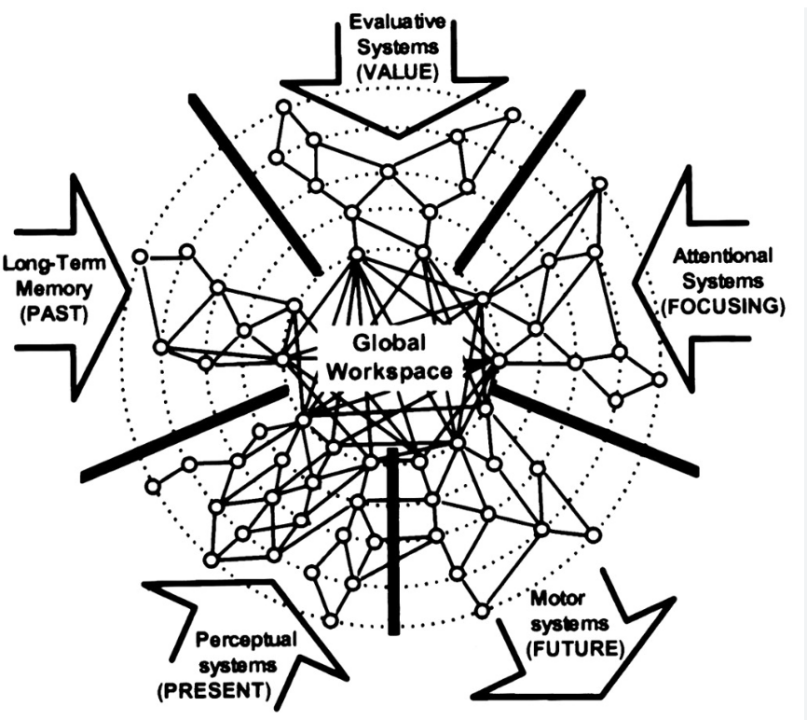 Evaluative
Systems
(VALUE)
Long-Term
Memory
(PAST)
Attentional
Systems
(FOCUSING)
Global
Workspace
Perceptual
systems
(PRESENT)
Motor
systems
(FUTURE)